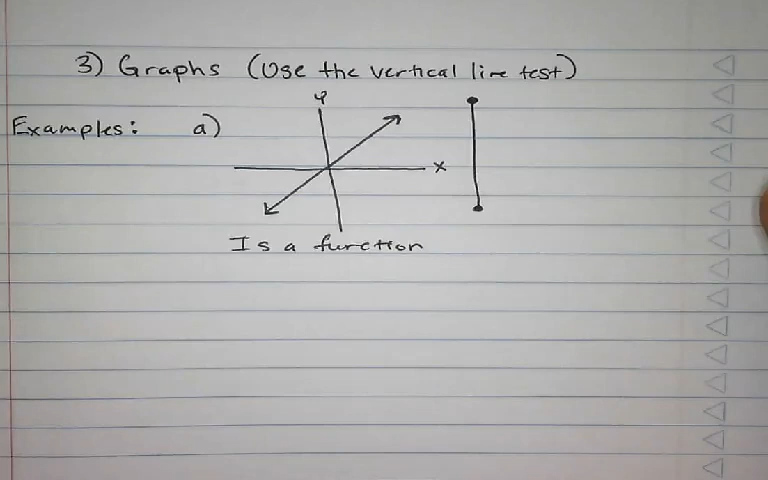 3) Graphs (Use the vertical line test)
Examples: a)
y
x
Is a function